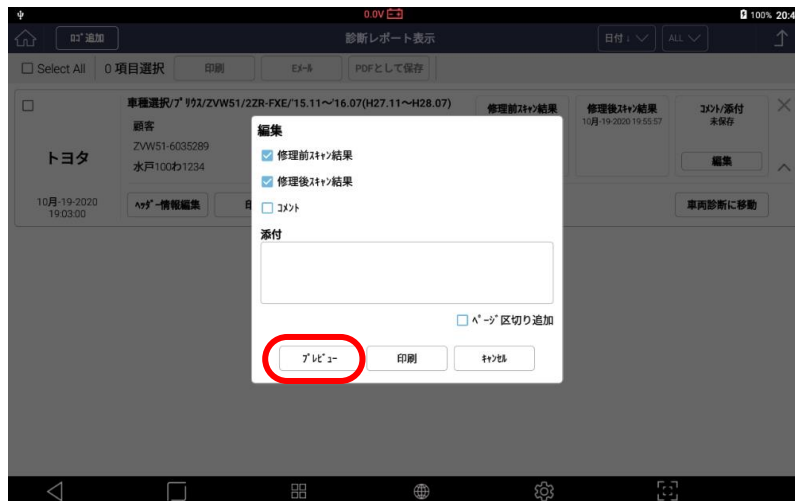 0.0V
100% 20:4
ﾛｺﾞ追加
診断レポート表示
日付↓
ALL
Select All
0 項目選択
印刷
Eﾒｰﾙ
PDFとして保存
車種選択/ﾌﾟﾘｳｽ/ZVW51/2ZR-FXE/'15.11～'16.07(H27.11～H28.07)
顧客
ZVW51-6035289
水戸100わ1234
トヨタ
10月-19-2020
19:03:00
修理前ｽｷｬﾝ結果
修理後ｽｷｬﾝ結果
10月-19-2020 19:55:57
ｺﾒﾝﾄ/添付
未保存
編集
ﾍｯﾀﾞｰ情報編集
車両診断に移動
編集
修理前ｽｷｬﾝ結果
修理後ｽｷｬﾝ結果
ｺﾒﾝﾄ
添付
ﾍﾟｰｼﾞ区切り追加
ﾌﾟﾚﾋﾞｭｰ
印刷
ｷｬﾝｾﾙ